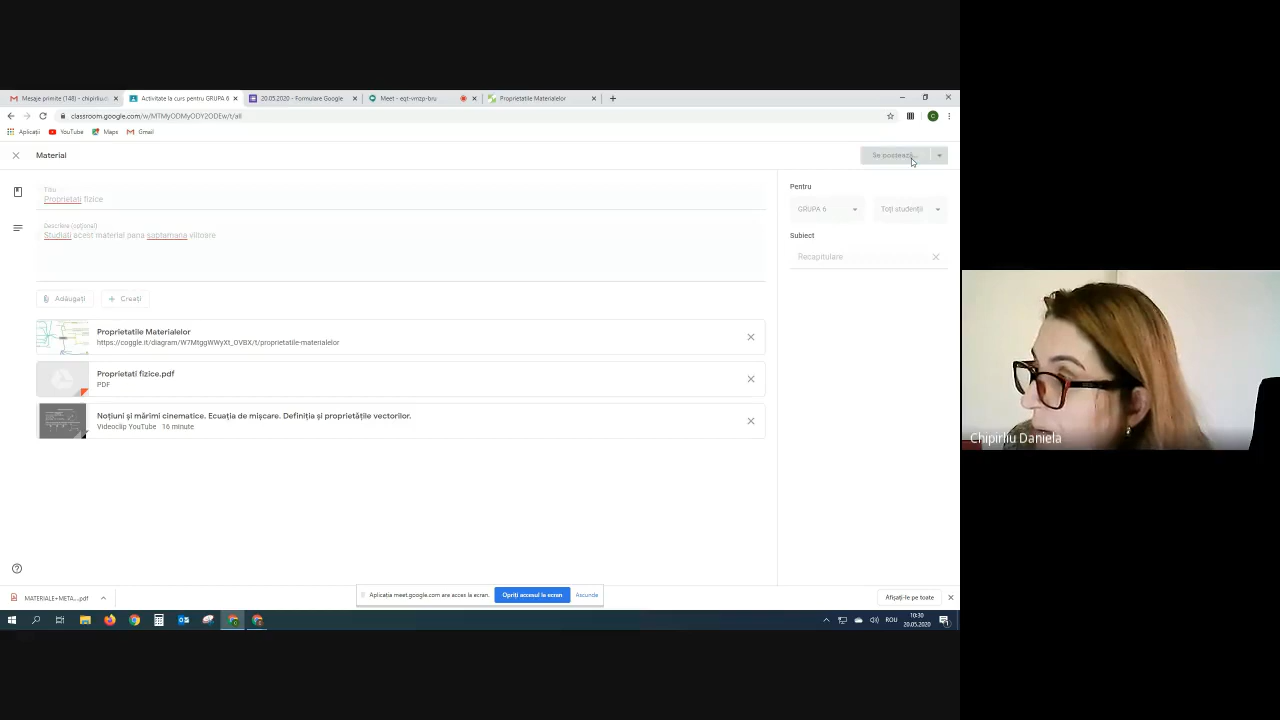 Mesaje primite (148) - chipirliu.c
Activitate la curs pentru GRUPA 6
20.05.2020 - Formulare Google
Meet - eqt-vmzp-bru
Proprietatile Materialelor
classroom.google.com/w/MTMyODMyODY2ODEw/t/all
C
Aplicații
YouTube
Maps
Gmail
Material
Se postează...
Titlu
Proprietati fizice
Descriere (opțional)
Studiati acest material pana saptamana viitoare
Adăugați
Creați
Proprietatile Materialelor
https://coggle.it/diagram/W7MtggWWyXt_OVBX/t/proprietatile-materialelor
Proprietati fizice.pdf
PDF
Noțiuni și mărimi cinematice. Ecuația de mișcare. Definiția și proprietățile vectorilor.
Videoclip YouTube 16 minute
Pentru
GRUPA 6
Toți studenții
Subiect
Recapitulare
Chipirliu Daniela
MATERIALE+META....pdf
Aplicația meet.google.com are acces la ecran.
Opriți accesul la ecran
Ascunde
Afișați-le pe toate
ROU
10:30
20.05.2020